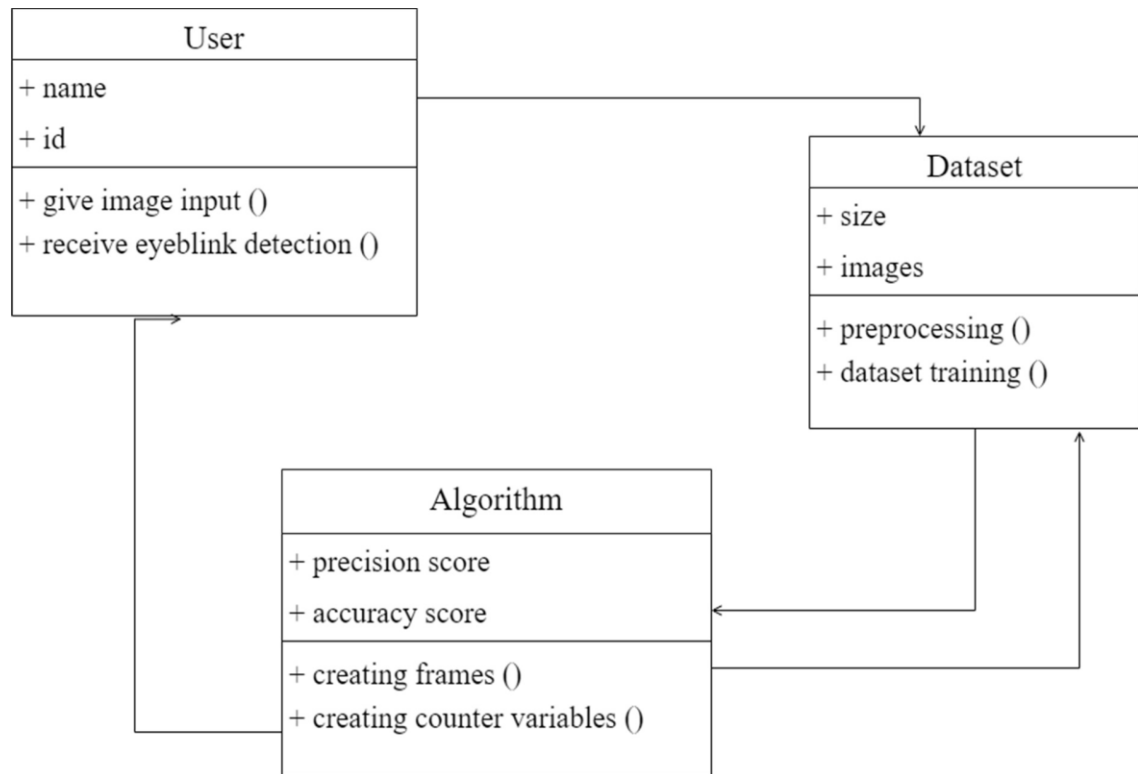 User
+ name
+ id
+ give image input ()
+ receive eyeblink detection ()
Dataset
+ size
+ images
+ preprocessing ()
+ dataset training ()
Algorithm
+ precision score
+ accuracy score
+ creating frames ()
+ creating counter variables ()